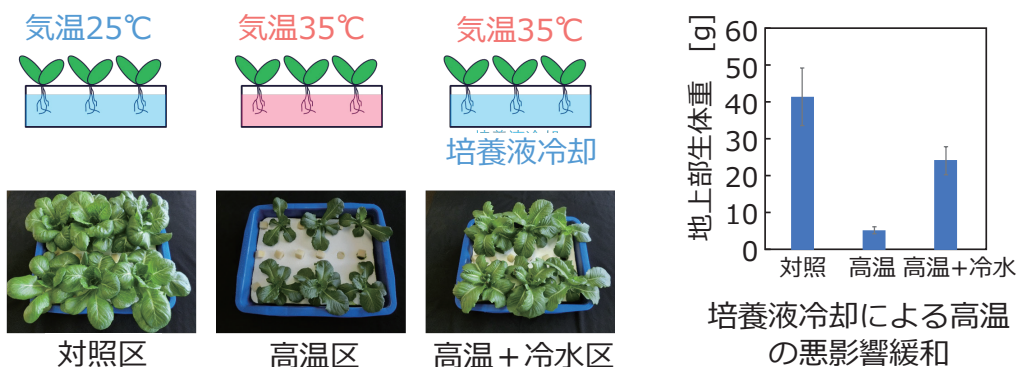 気温25℃
気温35℃
気温35℃
培養液冷却
対照区
高温区
高温+冷水区
地上部生体重 [g]
60
50
40
30
20
10
0
対照
高温
高温+冷水
培養液冷却による高温
の悪影響緩和